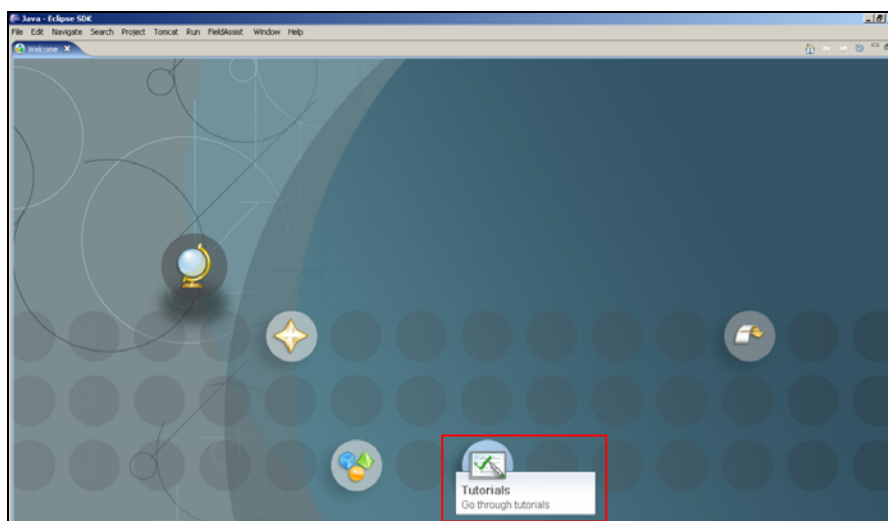 Java - Eclipse SDK
File Edit Navigate Search Project Tomcat Run FieldAssist Window Help
Welcome
Tutorials
Go through tutorials